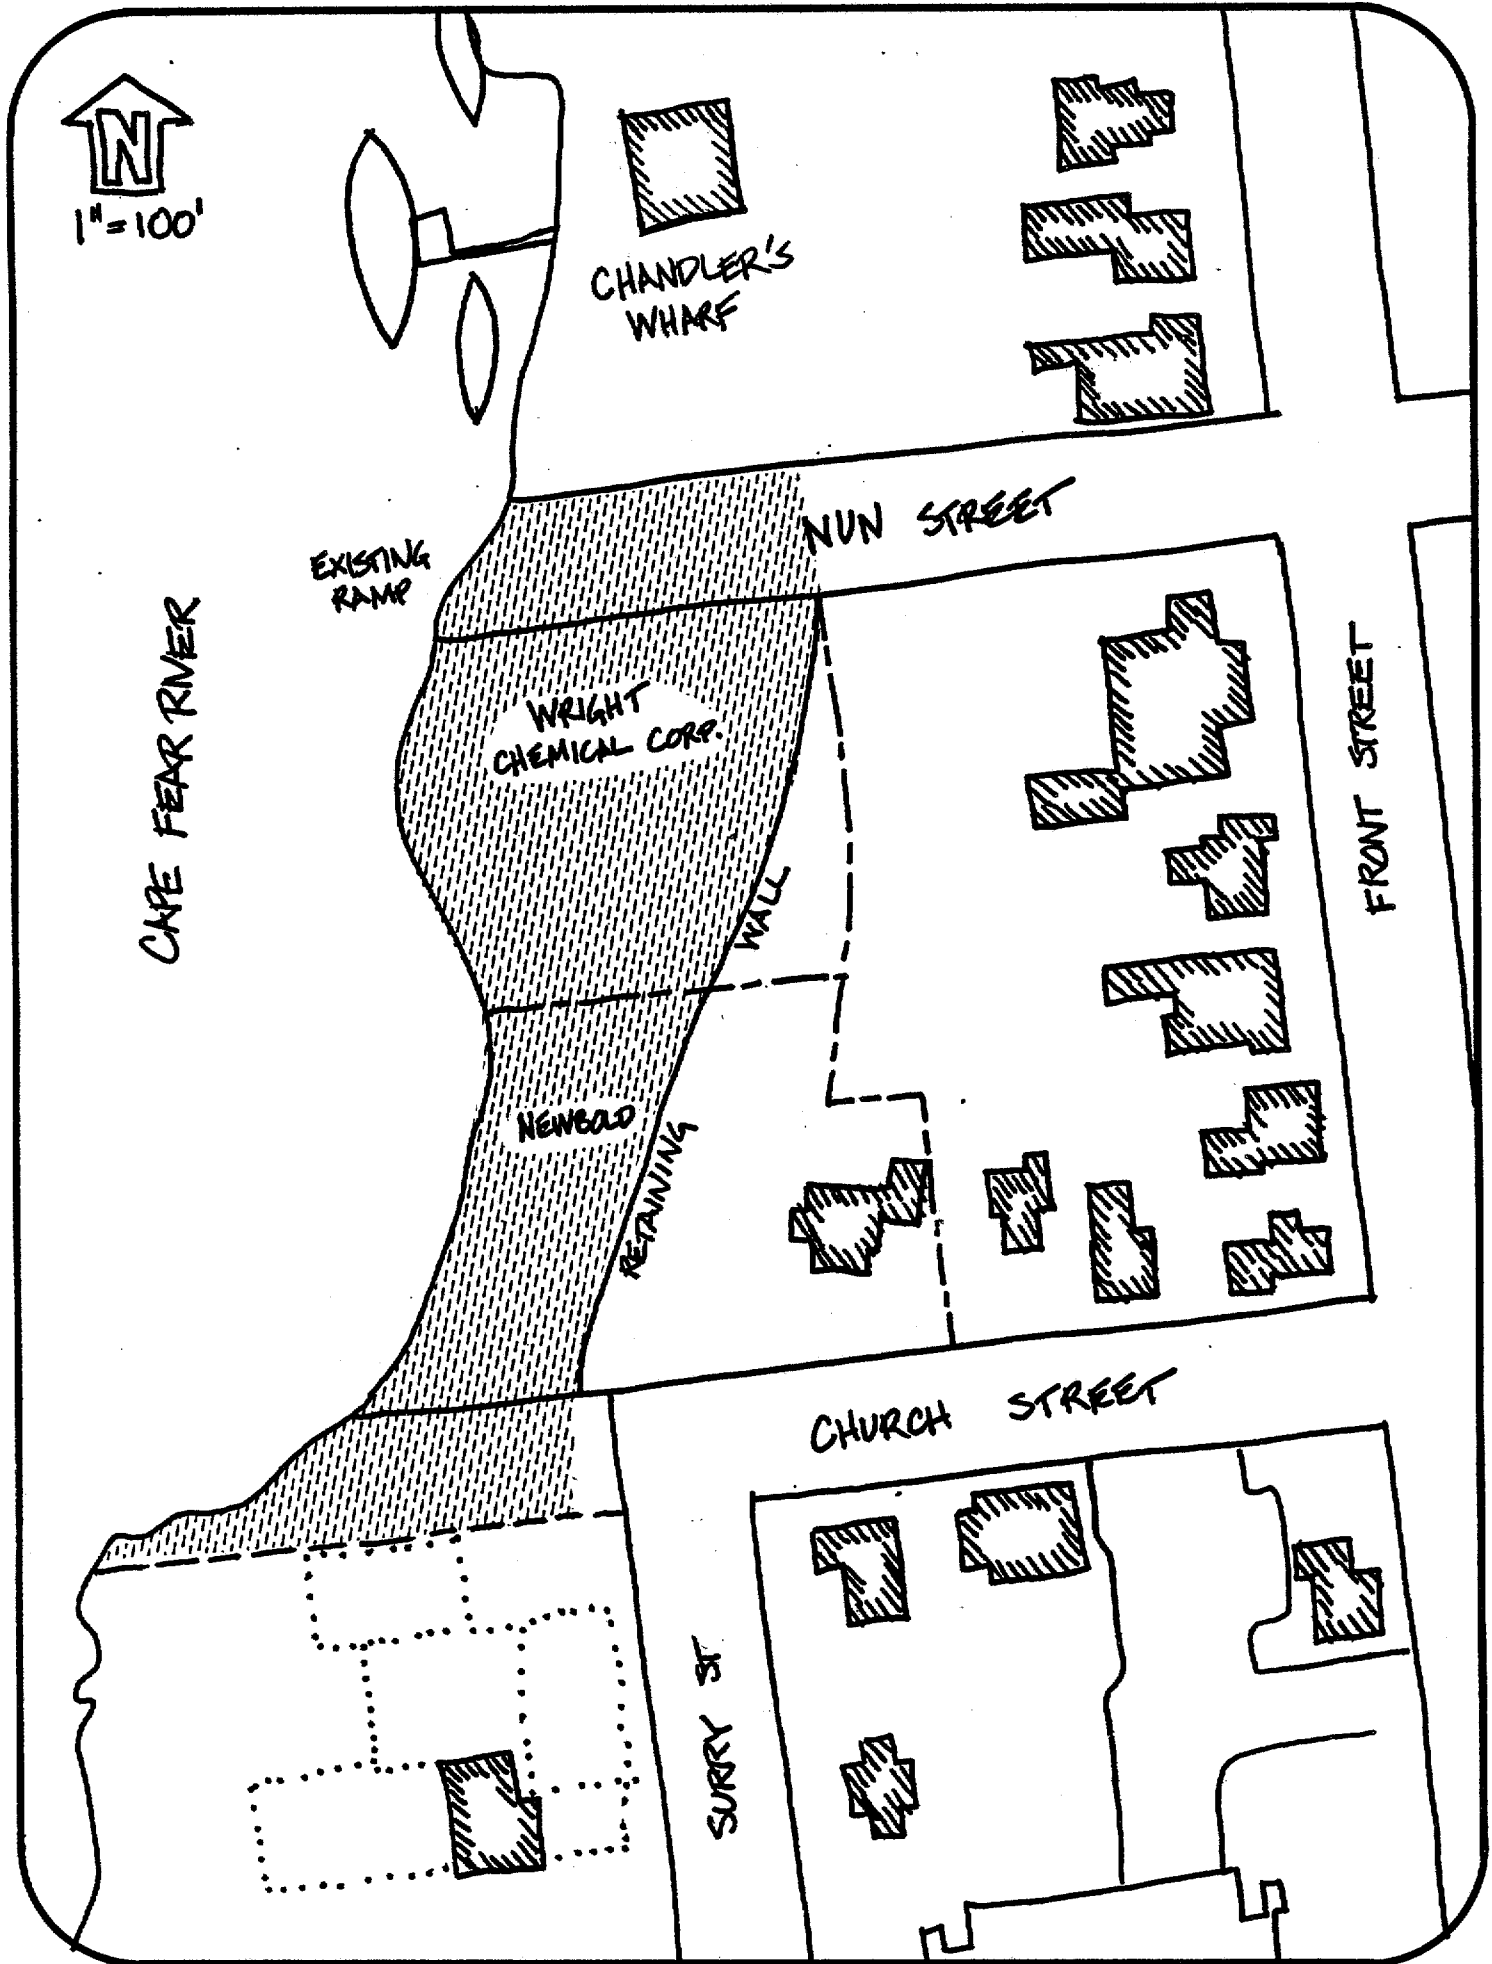 N
1"=100'
CHANDLER'S
WHARF
NUN STREET
EXISTING
RAMP
CAPE FEAR RIVER
WRIGHT
CHEMICAL CORP.
FRONT STREET
WALL
NEWBOLD
RETAINING
CHURCH STREET
SURRY ST